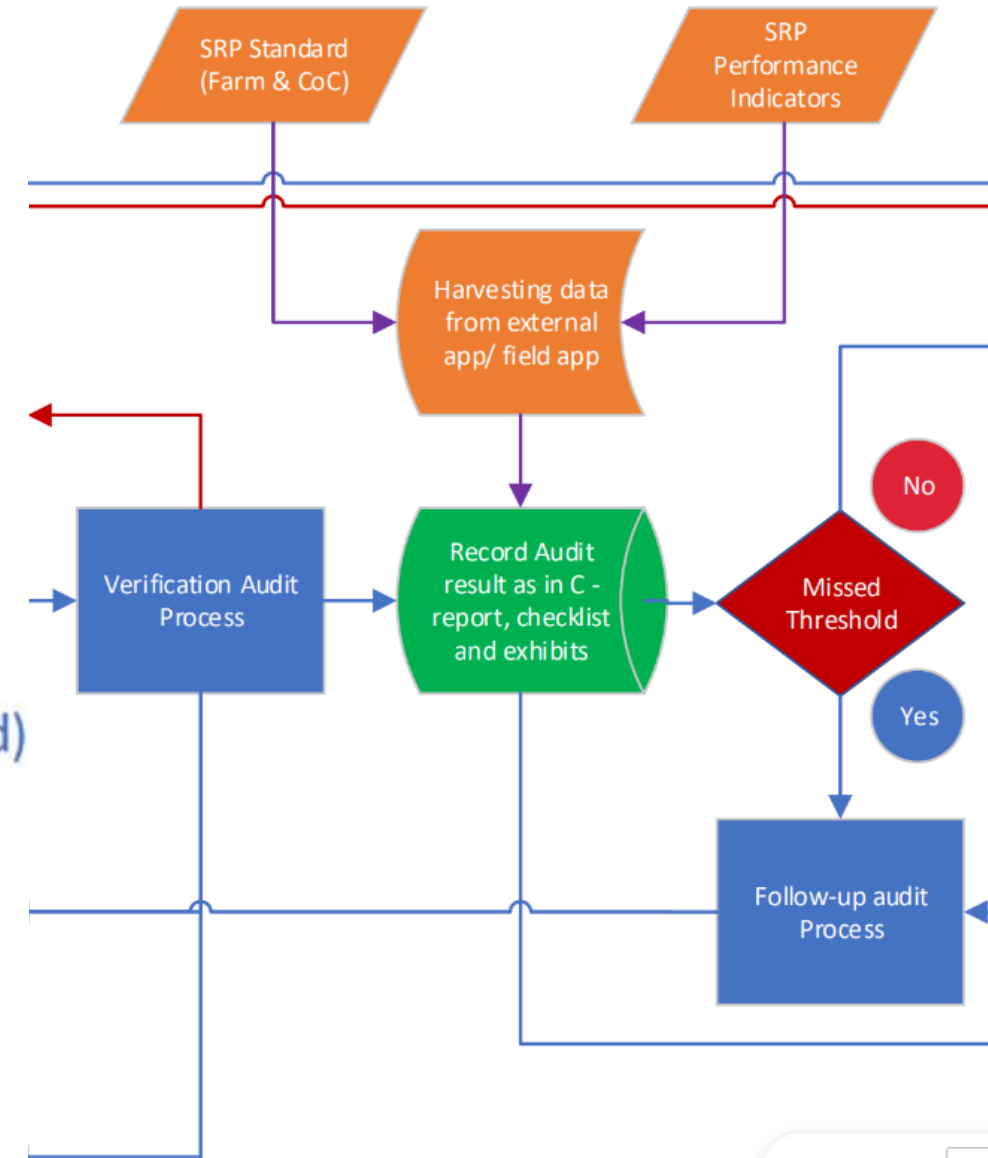 SRP Standard
(Farm & CoC)
SRP
Performance
Indicators
Harvesting data
from external
app/ field app
No
Verification Audit
Process
Record Audit
result as in C -
report, checklist
and exhibits
Missed
Threshold
Yes
d)
Follow-up audit
Process